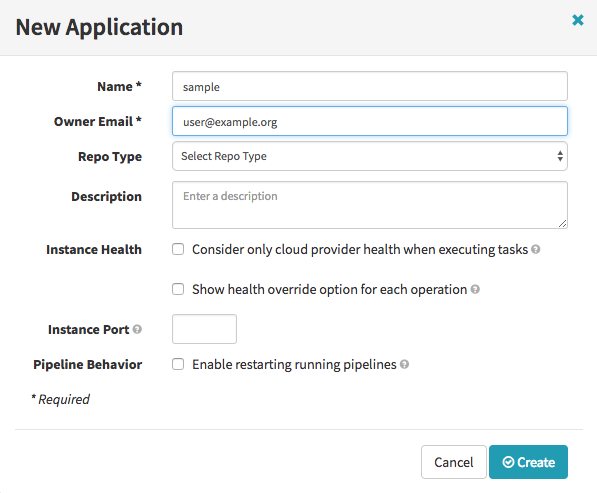 New Application
Name *
sample
Owner Email *
user@example.org
Repo Type
Select Repo Type
Description
Enter a description
Instance Health
Consider only cloud provider health when executing tasks
Show health override option for each operation
Instance Port
Pipeline Behavior
Enable restarting running pipelines
* Required
Cancel
Create